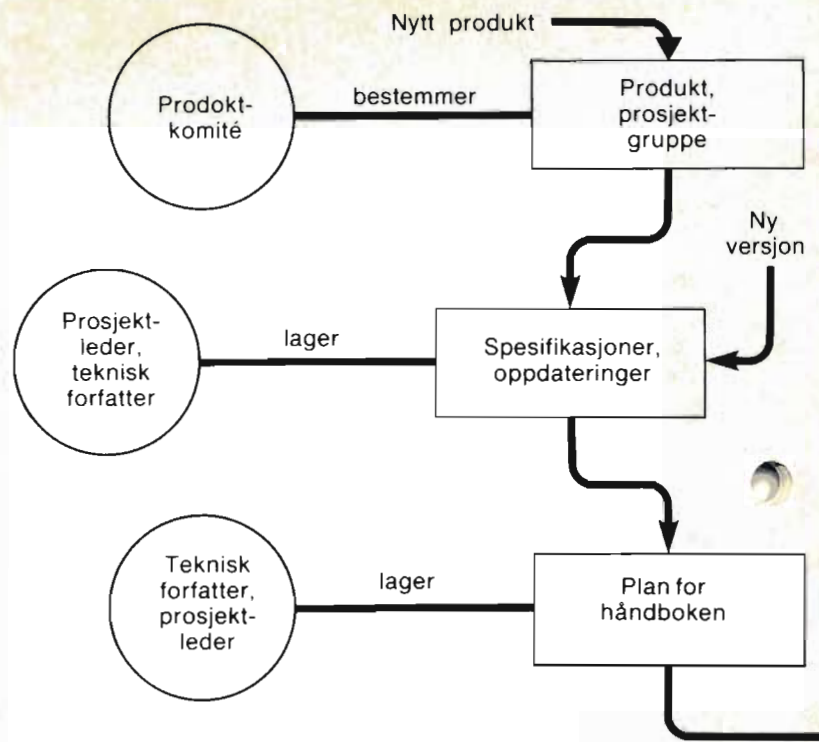 Nytt produkt
Prodokt-
komité
bestemmer
Produkt,
prosjekt-
gruppe
Ny
versjon
Prosjekt-
leder,
teknisk
forfatter
lager
Spesifikasjoner,
oppdateringer
Teknisk
forfatter,
prosjekt-
leder
lager
Plan for
håndboken